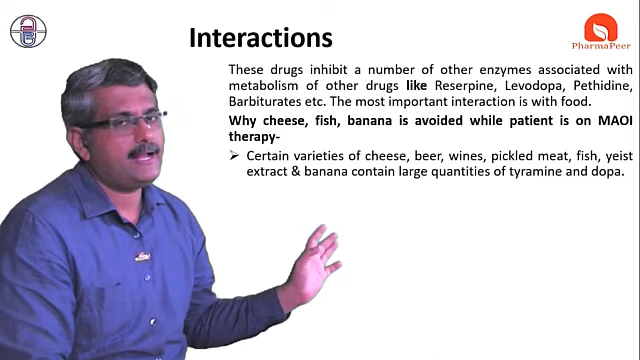 Interactions
PharmaPeer
These drugs inhibit a number of other enzymes associated with
metabolism of other drugs like Reserpine, Levodopa, Pethidine,
Barbiturates etc. The most important interaction is with food.
Why cheese, fish, banana is avoided while patient is on MAOI
therapy-
Certain varieties of cheese, beer, wines, pickled meat, fish, yeist
extract & banana contain large quantities of tyramine and dopa.